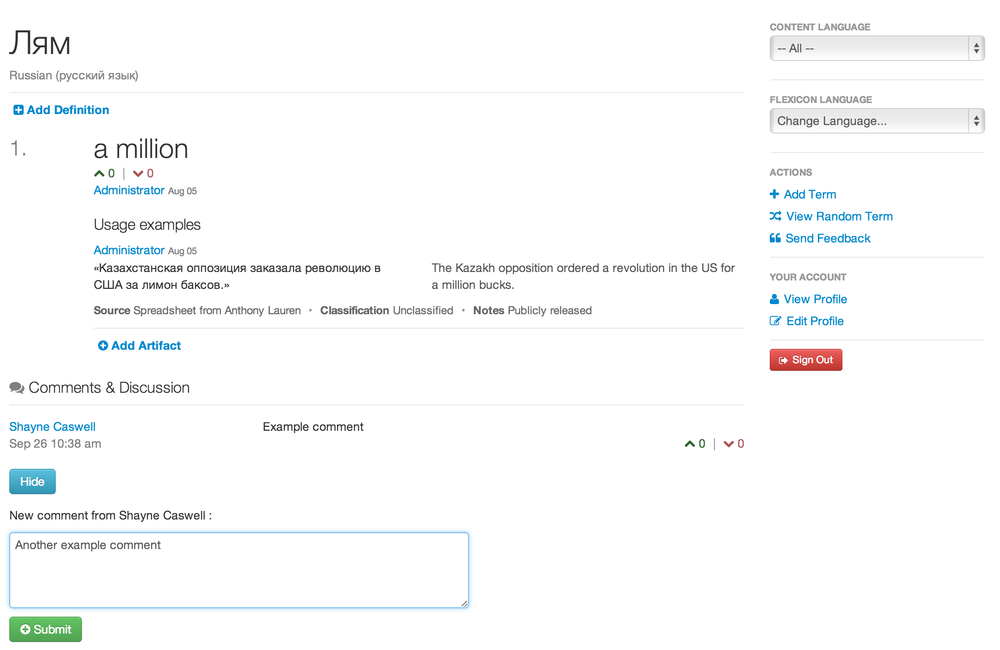 Лям
Russian (русский язык)
Add Definition
1.
a million
0 | 0
Administrator Aug 05
Usage examples
Administrator Aug 05
«Казахстанская оппозиция заказала революцию в
США за лимон баксов.»
The Kazakh opposition ordered a revolution in the US for
a million bucks.
Source Spreadsheet from Anthony Lauren • Classification Unclassified • Notes Publicly released
Add Artifact
Comments & Discussion
Shayne Caswell
Sep 26 10:38 am
Example comment
0 | 0
Hide
New comment from Shayne Caswell :
Another example comment
Submit
CONTENT LANGUAGE
-- All --
FLEXICON LANGUAGE
Change Language...
ACTIONS
Add Term
View Random Term
Send Feedback
YOUR ACCOUNT
View Profile
Edit Profile
Sign Out